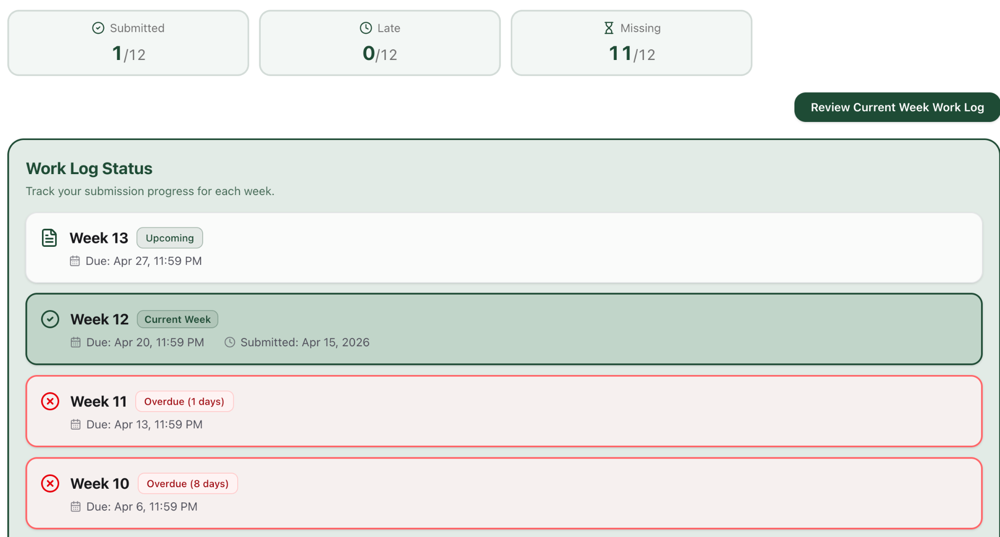 Submitted
1/12
Late
0/12
Missing
11/12
Review Current Week Work Log
Work Log Status
Track your submission progress for each week.
Week 13 Upcoming
Due: Apr 27, 11:59 PM
Week 12 Current Week
Due: Apr 20, 11:59 PM Submitted: Apr 15, 2026
Week 11 Overdue (1 days)
Due: Apr 13, 11:59 PM
Week 10 Overdue (8 days)
Due: Apr 6, 11:59 PM